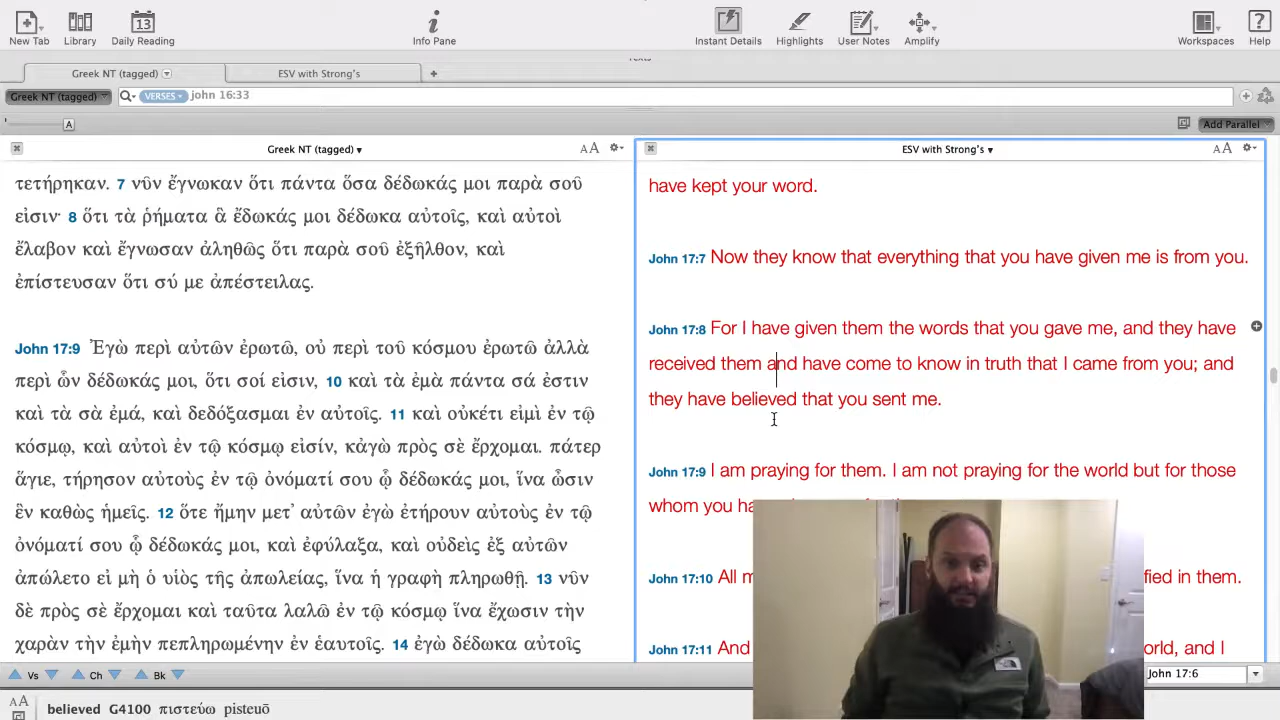 New Tab
Library
13
Daily Reading
Info Pane
Instant Details
Highlights
User Notes
Amplify
Workspaces
?
Help
Greek NT (tagged)
ESV with Strong's
+
Greek NT (tagged)
VERSES
john 16:33
A
Add Parallel
Greek NT (tagged)
AA
ESV with Strong's
AA
τετήρηκαν. 7 νῦν ἔγνωκαν ὅτι πάντα ὅσα δέδωκάς μοι παρὰ σοῦ
εἰσιν· 8 ὅτι τὰ ῥήματα ἃ ἔδωκάς μοι δέδωκα αὐτοῖς, καὶ αὐτοὶ
ἔλαβον καὶ ἔγνωσαν ἀληθῶς ὅτι παρὰ σοῦ ἐξῆλθον, καὶ
ἐπίστευσαν ὅτι σύ με ἀπέστειλας.
John 17:9 Ἐγὼ περὶ αὐτῶν ἐρωτῶ, οὐ περὶ τοῦ κόσμου ἐρωτῶ ἀλλὰ
περὶ ὧν δέδωκάς μοι, ὅτι σοί εἰσιν, 10 καὶ τὰ ἐμὰ πάντα σά ἐστιν
καὶ τὰ σὰ ἐμά, καὶ δεδόξασμαι ἐν αὐτοῖς. 11 καὶ οὐκέτι εἰμὶ ἐν τῷ
κόσμῳ, καὶ αὐτοὶ ἐν τῷ κόσμῳ εἰσίν, κἀγὼ πρὸς σὲ ἔρχομαι. πάτερ
ἅγιε, τήρησον αὐτοὺς ἐν τῷ ὀνόματί σου ᾧ δέδωκάς μοι, ἵνα ὦσιν
ἓν καθὼς ἡμεῖς. 12 ὅτε ἤμην μετ’ αὐτῶν ἐγὼ ἐτήρουν αὐτοὺς ἐν τῷ
ὀνόματί σου ᾧ δέδωκάς μοι, καὶ ἐφύλαξα, καὶ οὐδεὶς ἐξ αὐτῶν
ἀπώλετο εἰ μὴ ὁ υἱὸς τῆς ἀπωλείας, ἵνα ἡ γραφὴ πληρωθῇ. 13 νῦν
δὲ πρὸς σὲ ἔρχομαι καὶ ταῦτα λαλῶ ἐν τῷ κόσμῳ ἵνα ἔχωσιν τὴν
χαρὰν τὴν ἐμὴν πεπληρωμένην ἐν ἑαυτοῖς. 14 ἐγὼ δέδωκα αὐτοῖς
have kept your word.
John 17:7 Now they know that everything that you have given me is from you.
John 17:8 For I have given them the words that you gave me, and they have
received them and have come to know in truth that I came from you; and
they have believed that you sent me.
John 17:9 I am praying for them. I am not praying for the world but for those
whom you
John 17:10 All in them.
John 17:11 And and I
Vs
Ch
Bk
John 17:6
AA
believed G4100 πιστεύω pisteuō